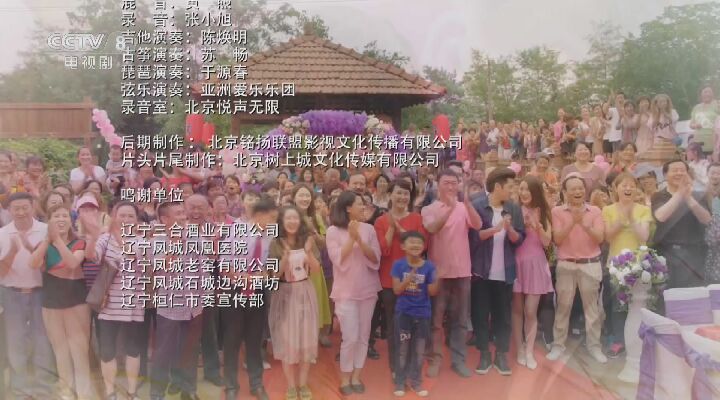 录 音：张小旭
吉他演奏：陈焕明
古筝演奏：苏 畅
琵琶演奏：于源春
弦乐演奏：亚洲爱乐乐团
录音室：北京悦声无限
后期制作 ：北京铭扬联盟影视文化传播有限公司
片头片尾制作：北京树上城文化传媒有限公司
鸣谢单位
辽宁三合酒业有限公司
辽宁凤城凤凰医院
辽宁凤城老窑有限公司
辽宁凤城石城边沟酒坊
辽宁桓仁市委宣传部
CCTV 8
电视剧